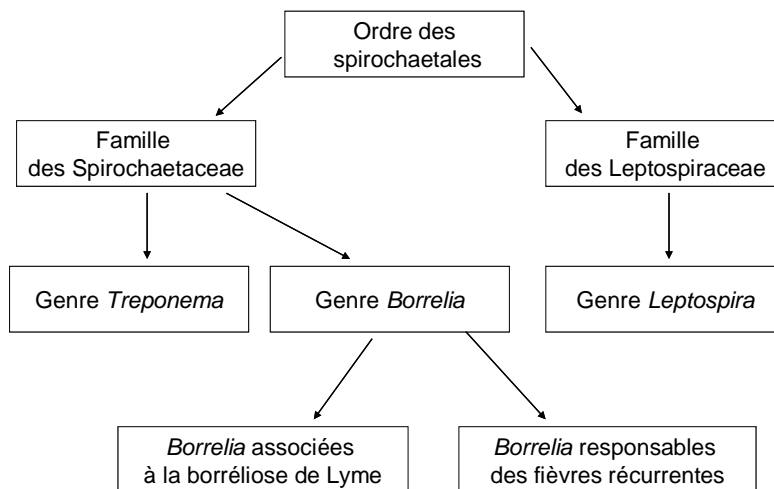 Ordre des
spirochaetales
Famille
des Spirochaetaceae
Famille
des Leptospiraceae
Genre Treponema
Genre Borrelia
Genre Leptospira
Borrelia associées
à la borréliose de Lyme
Borrelia responsables
des fièvres récurrentes